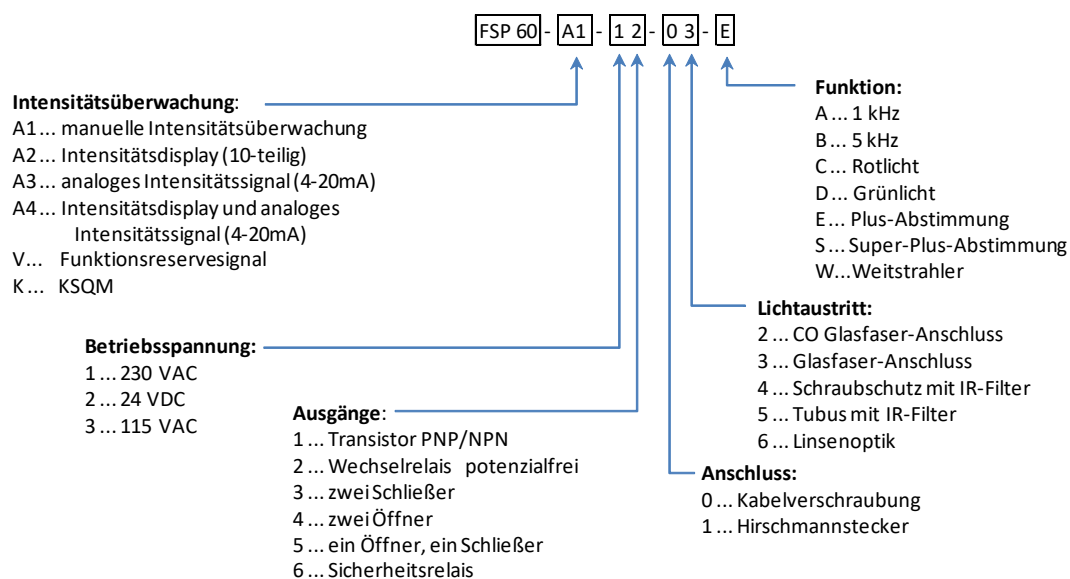 FSP 60 - A1 - 1 2 - 0 3 - E
Intensitätsüberwachung:
A1... manuelle Intensitätsüberwachung
A2... Intensitätsdisplay (10-teilig)
A3... analoges Intensitätssignal (4-20mA)
A4... Intensitätsdisplay und analoges
Intensitätssignal (4-20mA)
V... Funktionsreservesignal
K... KSQM
Betriebsspannung:
1 ... 230 VAC
2 ... 24 VDC
3 ... 115 VAC
Ausgänge:
1 ... Transistor PNP/NPN
2 ... Wechselrelais potenzialfrei
3 ... zwei Schließer
4 ... zwei Öffner
5 ... ein Öffner, ein Schließer
6 ... Sicherheitsrelais
Funktion:
A ... 1 kHz
B ... 5 kHz
C ... Rotlicht
D ... Grünlicht
E ... Plus-Abstimmung
S ... Super-Plus-Abstimmung
W...Weitstrahler
Lichtaustritt:
2 ... CO Glasfaser-Anschluss
3 ... Glasfaser-Anschluss
4 ... Schraubschutz mit IR-Filter
5 ... Tubus mit IR-Filter
6 ... Linsenoptik
Anschluss:
0 ... Kabelverschraubung
1 ... Hirschmannstecker